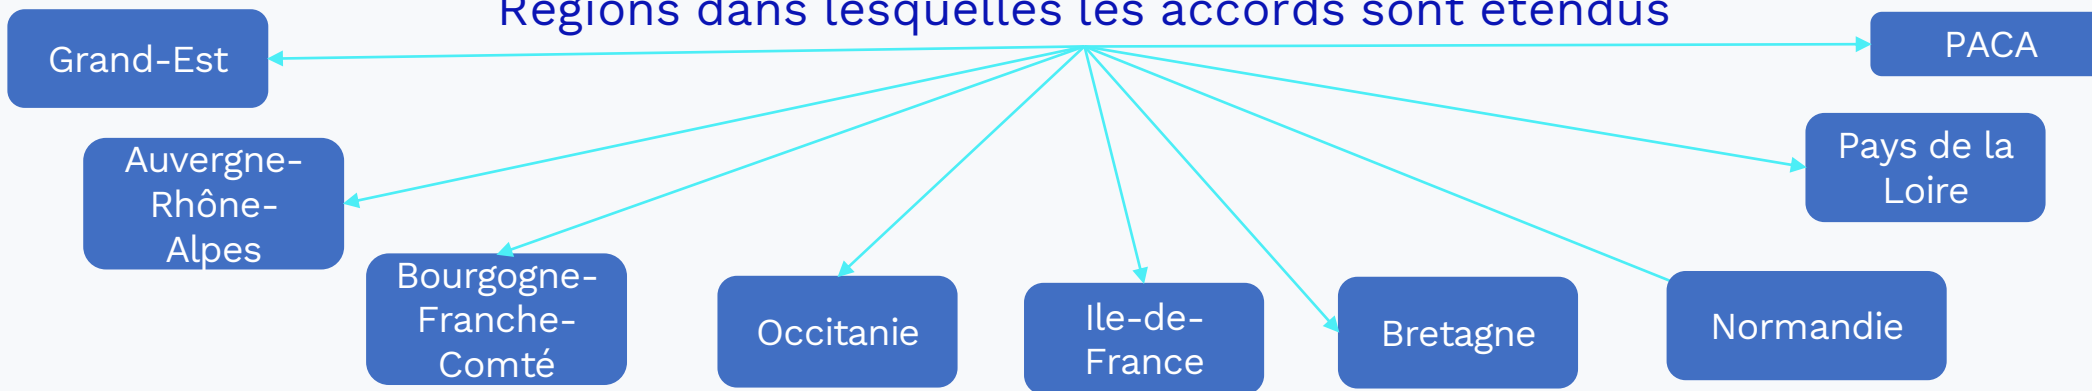 Régions dans lesquelles les accords sont étendus
Grand-Est
PACA
Auvergne-
Rhône-
Alpes
Pays de la
Loire
Bourgogne-
Franche-
Comté
Occitanie
Ile-de-
France
Bretagne
Normandie